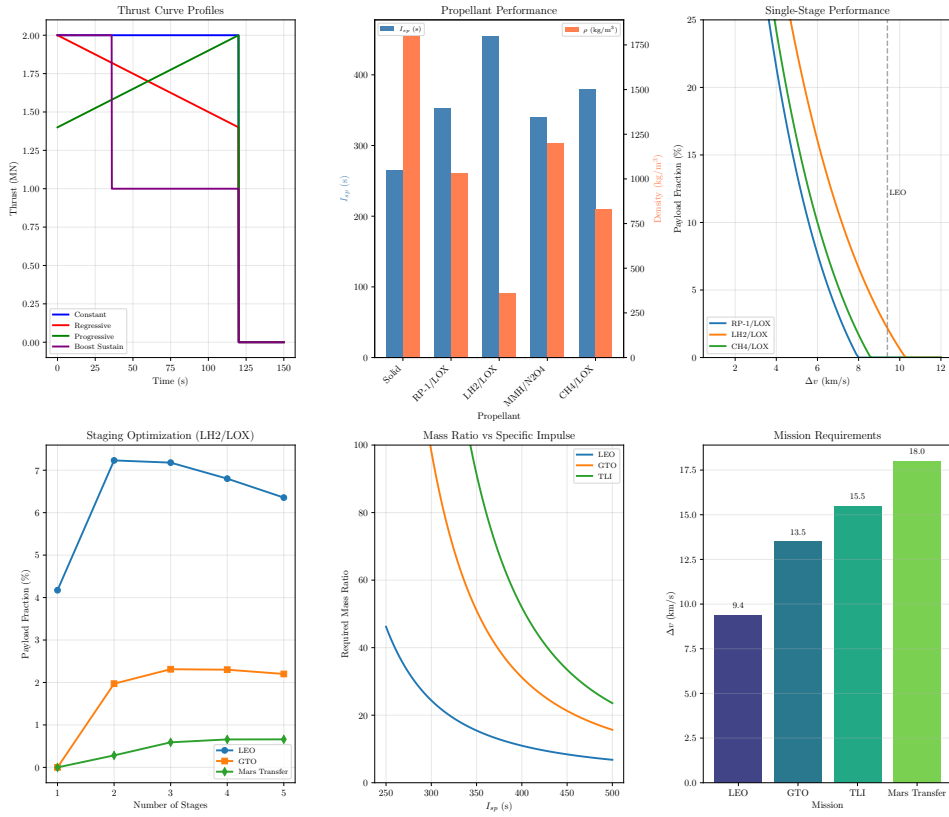 Thrust Curve Profiles
Thrust (MN)
2.00
1.75
1.50
1.25
1.00
0.75
0.50
0.25
0.00
Constant
Regressive
Progressive
Boost Sustain
0 25 50 75 100 125 150
Time (s)
Propellant Performance
I_sp (s)
ρ (kg/m³)
I_sp (s)
400
300
200
100
0
Density (kg/m³)
1750
1500
1250
1000
750
500
250
0
Solid
RP-1/LOX
LH2/LOX
MMH/N2O4
CH4/LOX
Propellant
Single-Stage Performance
Payload Fraction (%)
25
20
15
10
5
0
LEO
RP-1/LOX
LH2/LOX
CH4/LOX
2 4 6 8 10 12
Δv (km/s)
Staging Optimization (LH2/LOX)
Payload Fraction (%)
7
6
5
4
3
2
1
0
LEO
GTO
Mars Transfer
1 2 3 4 5
Number of Stages
Mass Ratio vs Specific Impulse
Required Mass Ratio
100
80
60
40
20
0
LEO
GTO
TLI
250 300 350 400 450 500
I_sp (s)
Mission Requirements
Δv (km/s)
17.5
15.0
12.5
10.0
7.5
5.0
2.5
0.0
9.4
13.5
15.5
18.0
LEO GTO TLI Mars Transfer
Mission